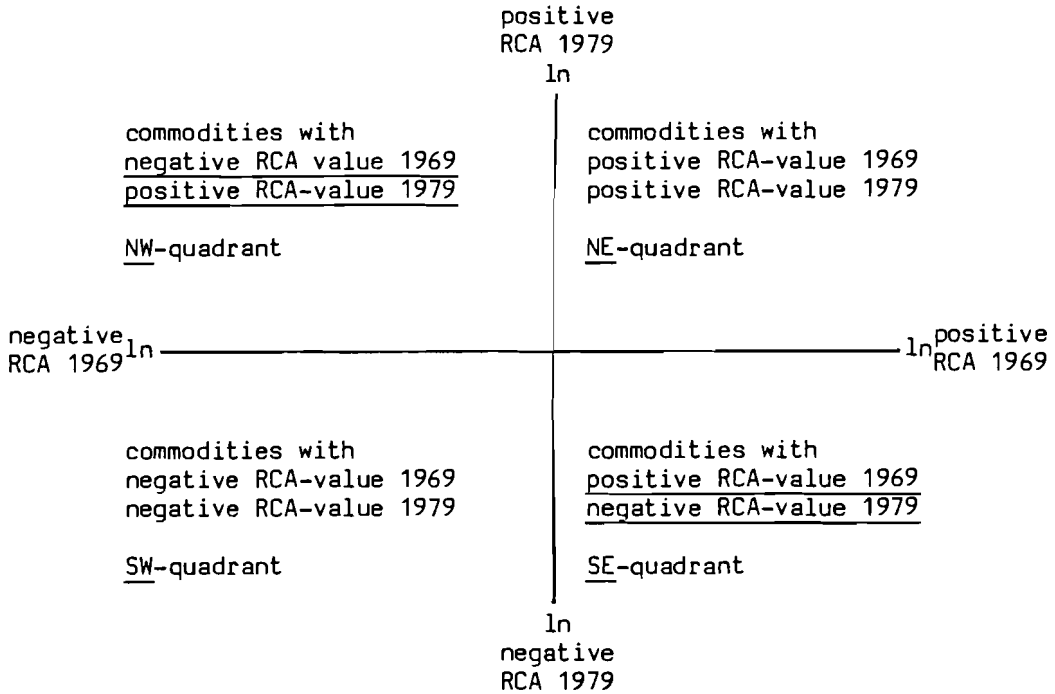 positive
RCA 1979
ln
commodities with
negative RCA value 1969
positive RCA-value 1979
NW-quadrant
commodities with
positive RCA-value 1969
positive RCA-value 1979
NE-quadrant
negative
RCA 1969
ln
ln
positive
RCA 1969
commodities with
negative RCA-value 1969
negative RCA-value 1979
SW-quadrant
commodities with
positive RCA-value 1969
negative RCA-value 1979
SE-quadrant
ln
negative
RCA 1979